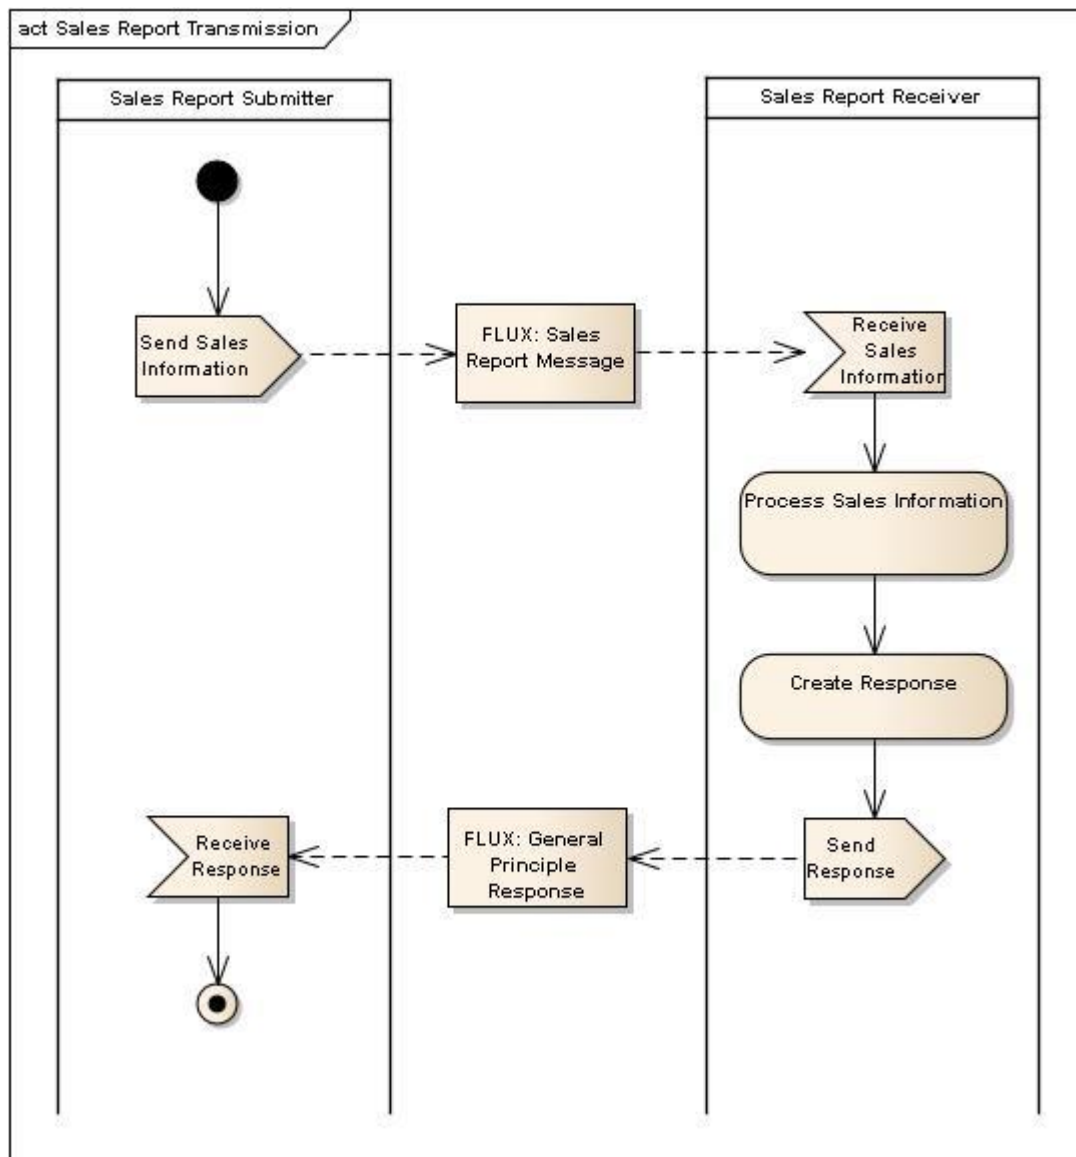 act Sales Report Transmission
Sales Report Submitter
Sales Report Receiver
Send Sales
Information
FLUX: Sales
Report Message
Receive
Sales
Information
Process Sales Information
Create Response
Send
Response
FLUX: General
Principle
Response
Receive
Response